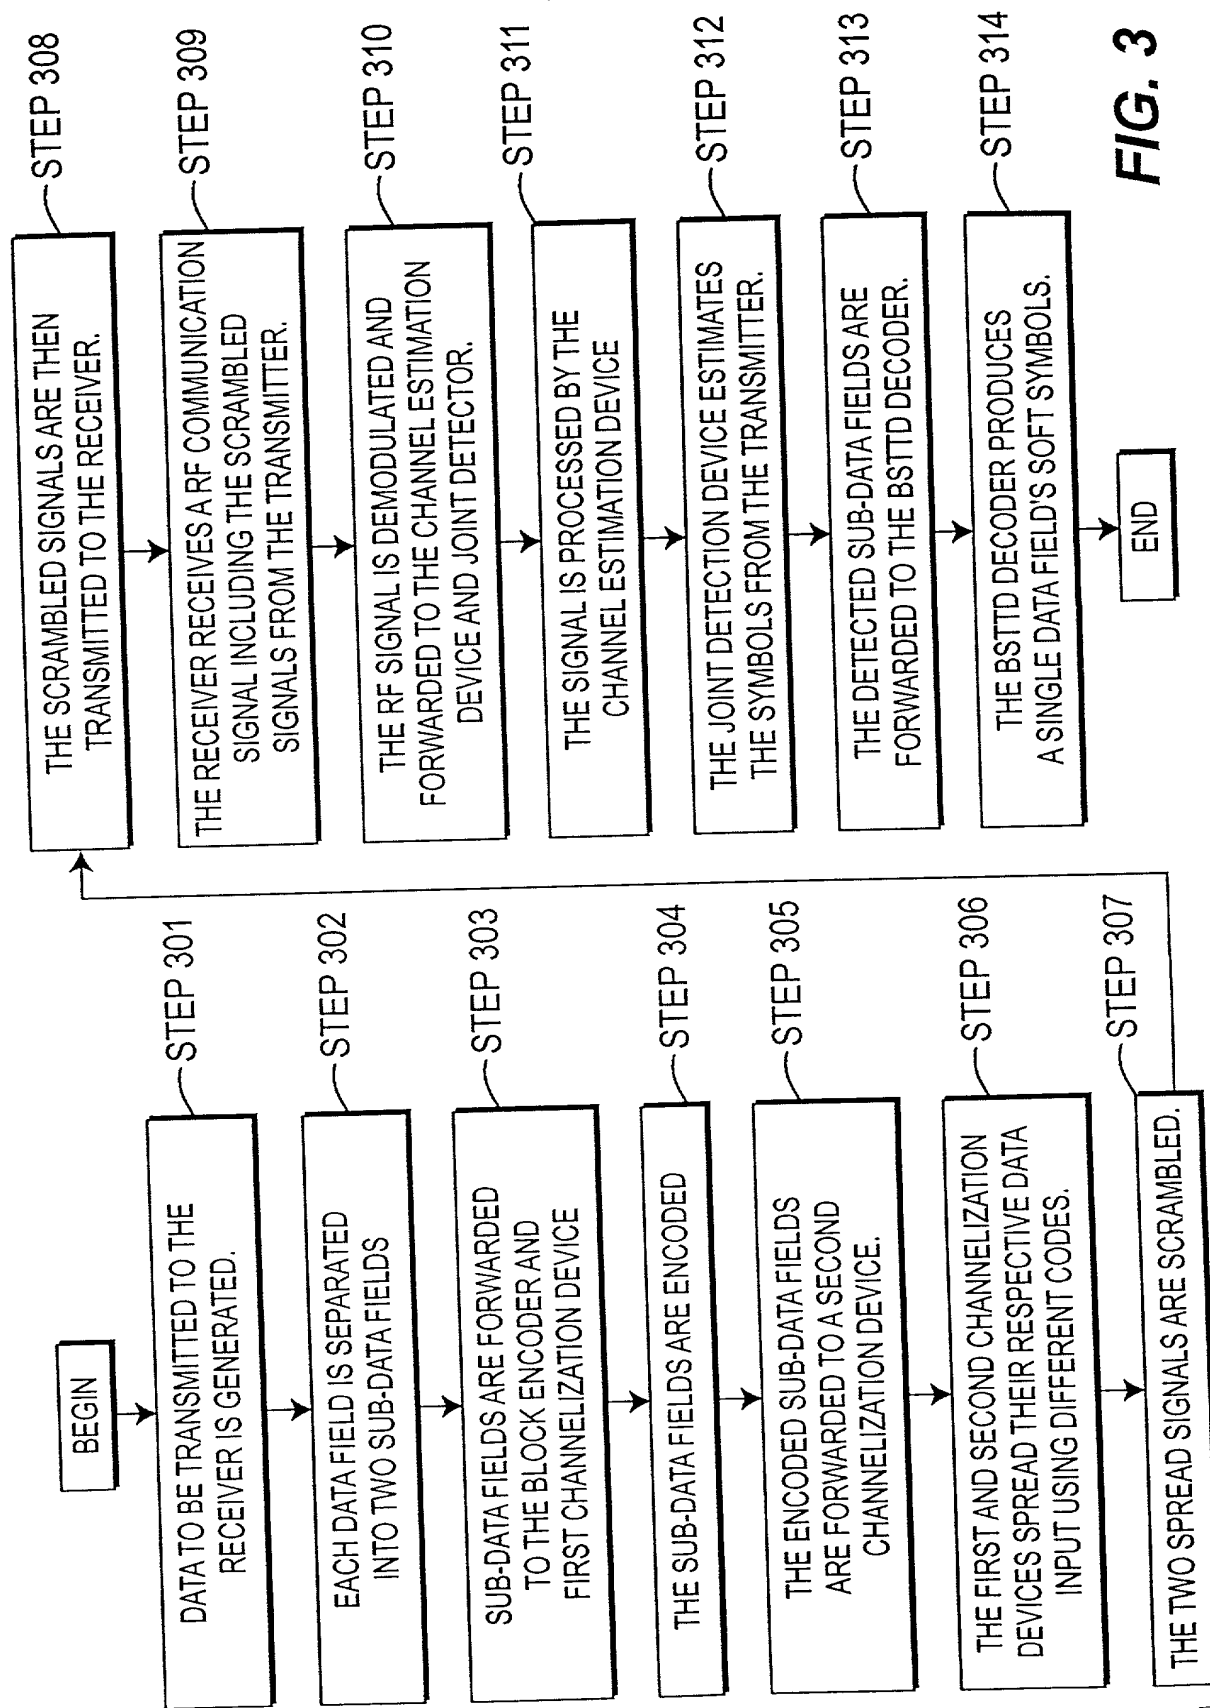 BEGIN
DATA TO BE TRANSMITTED TO THE
RECEIVER IS GENERATED.
STEP 301
EACH DATA FIELD IS SEPARATED
INTO TWO SUB-DATA FIELDS
STEP 302
SUB-DATA FIELDS ARE FORWARDED
TO THE BLOCK ENCODER AND
FIRST CHANNELIZATION DEVICE
STEP 303
THE SUB-DATA FIELDS ARE ENCODED
STEP 304
THE ENCODED SUB-DATA FIELDS
ARE FORWARDED TO A SECOND
CHANNELIZATION DEVICE.
STEP 305
THE FIRST AND SECOND CHANNELIZATION
DEVICES SPREAD THEIR RESPECTIVE DATA
INPUT USING DIFFERENT CODES.
STEP 306
THE TWO SPREAD SIGNALS ARE SCRAMBLED.
STEP 307
THE SCRAMBLED SIGNALS ARE THEN
TRANSMITTED TO THE RECEIVER.
STEP 308
THE RECEIVER RECEIVES A RF COMMUNICATION
SIGNAL INCLUDING THE SCRAMBLED
SIGNALS FROM THE TRANSMITTER.
STEP 309
THE RF SIGNAL IS DEMODULATED AND
FORWARDED TO THE CHANNEL ESTIMATION
DEVICE AND JOINT DETECTOR.
STEP 310
THE SIGNAL IS PROCESSED BY THE
CHANNEL ESTIMATION DEVICE
STEP 311
THE JOINT DETECTION DEVICE ESTIMATES
THE SYMBOLS FROM THE TRANSMITTER.
STEP 312
THE DETECTED SUB-DATA FIELDS ARE
FORWARDED TO THE BSTTD DECODER.
STEP 313
THE BSTTD DECODER PRODUCES
A SINGLE DATA FIELD'S SOFT SYMBOLS.
STEP 314
END
FIG. 3